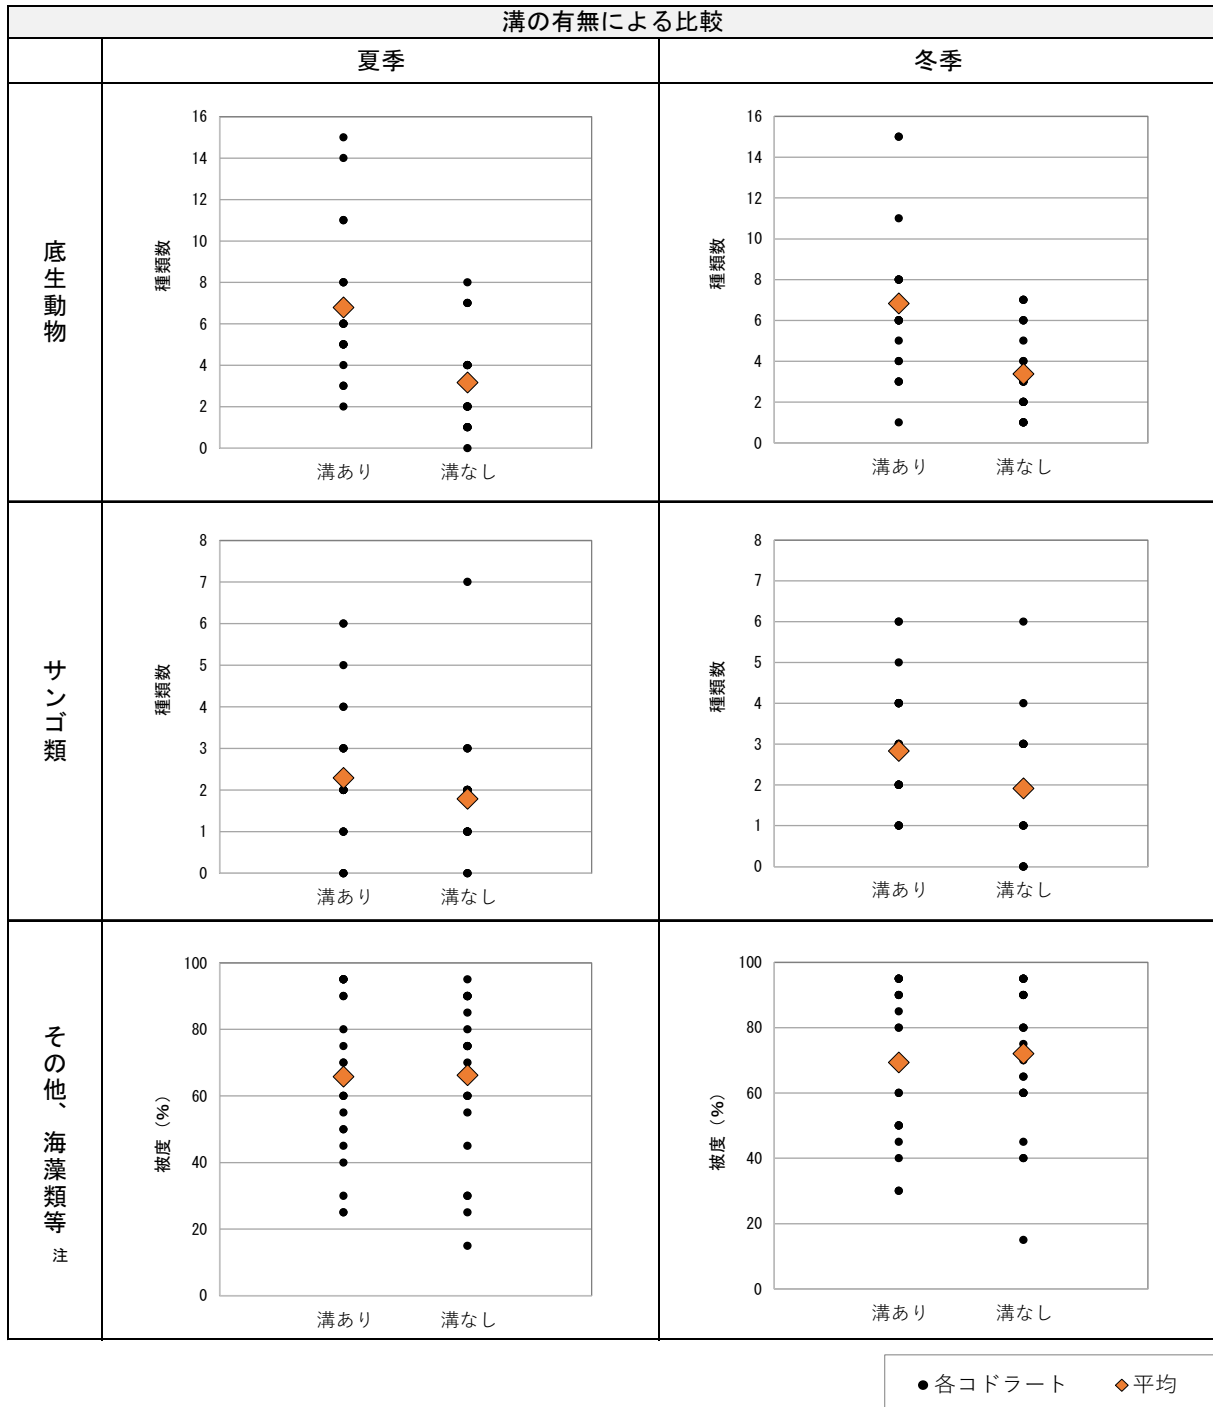 溝の有無による比較
夏季
冬季
底生動物
種類数
16
14
12
10
8
6
4
2
0
溝あり
溝なし
種類数
16
14
12
10
8
6
4
2
0
溝あり
溝なし
サンゴ類
種類数
8
7
6
5
4
3
2
1
0
溝あり
溝なし
種類数
8
7
6
5
4
3
2
1
0
溝あり
溝なし
その他、海藻類等 注
被度（%）
100
80
60
40
20
0
溝あり
溝なし
被度（%）
100
80
60
40
20
0
溝あり
溝なし
各コドラート
平均